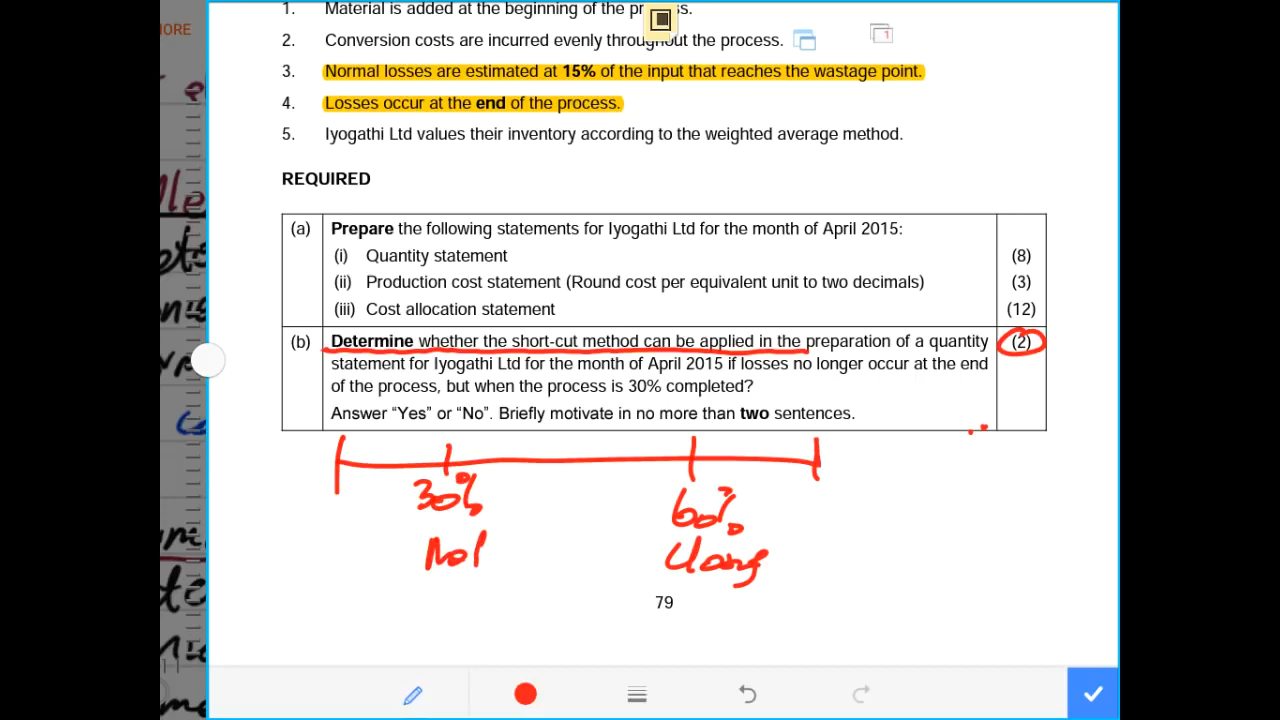 MORE
1. Material is added at the beginning of the pr ss.
2. Conversion costs are incurred evenly throughout the process.
1
3. Normal losses are estimated at 15% of the input that reaches the wastage point.
4. Losses occur at the end of the process.
5. Iyogathi Ltd values their inventory according to the weighted average method.
REQUIRED
(a) Prepare the following statements for Iyogathi Ltd for the month of April 2015:
(i) Quantity statement (8)
(ii) Production cost statement (Round cost per equivalent unit to two decimals) (3)
(iii) Cost allocation statement (12)
(b) Determine whether the short-cut method can be applied in the preparation of a quantity (2)
statement for Iyogathi Ltd for the month of April 2015 if losses no longer occur at the end
of the process, but when the process is 30% completed?
Answer “Yes” or “No”. Briefly motivate in no more than two sentences.
30% 60%
79